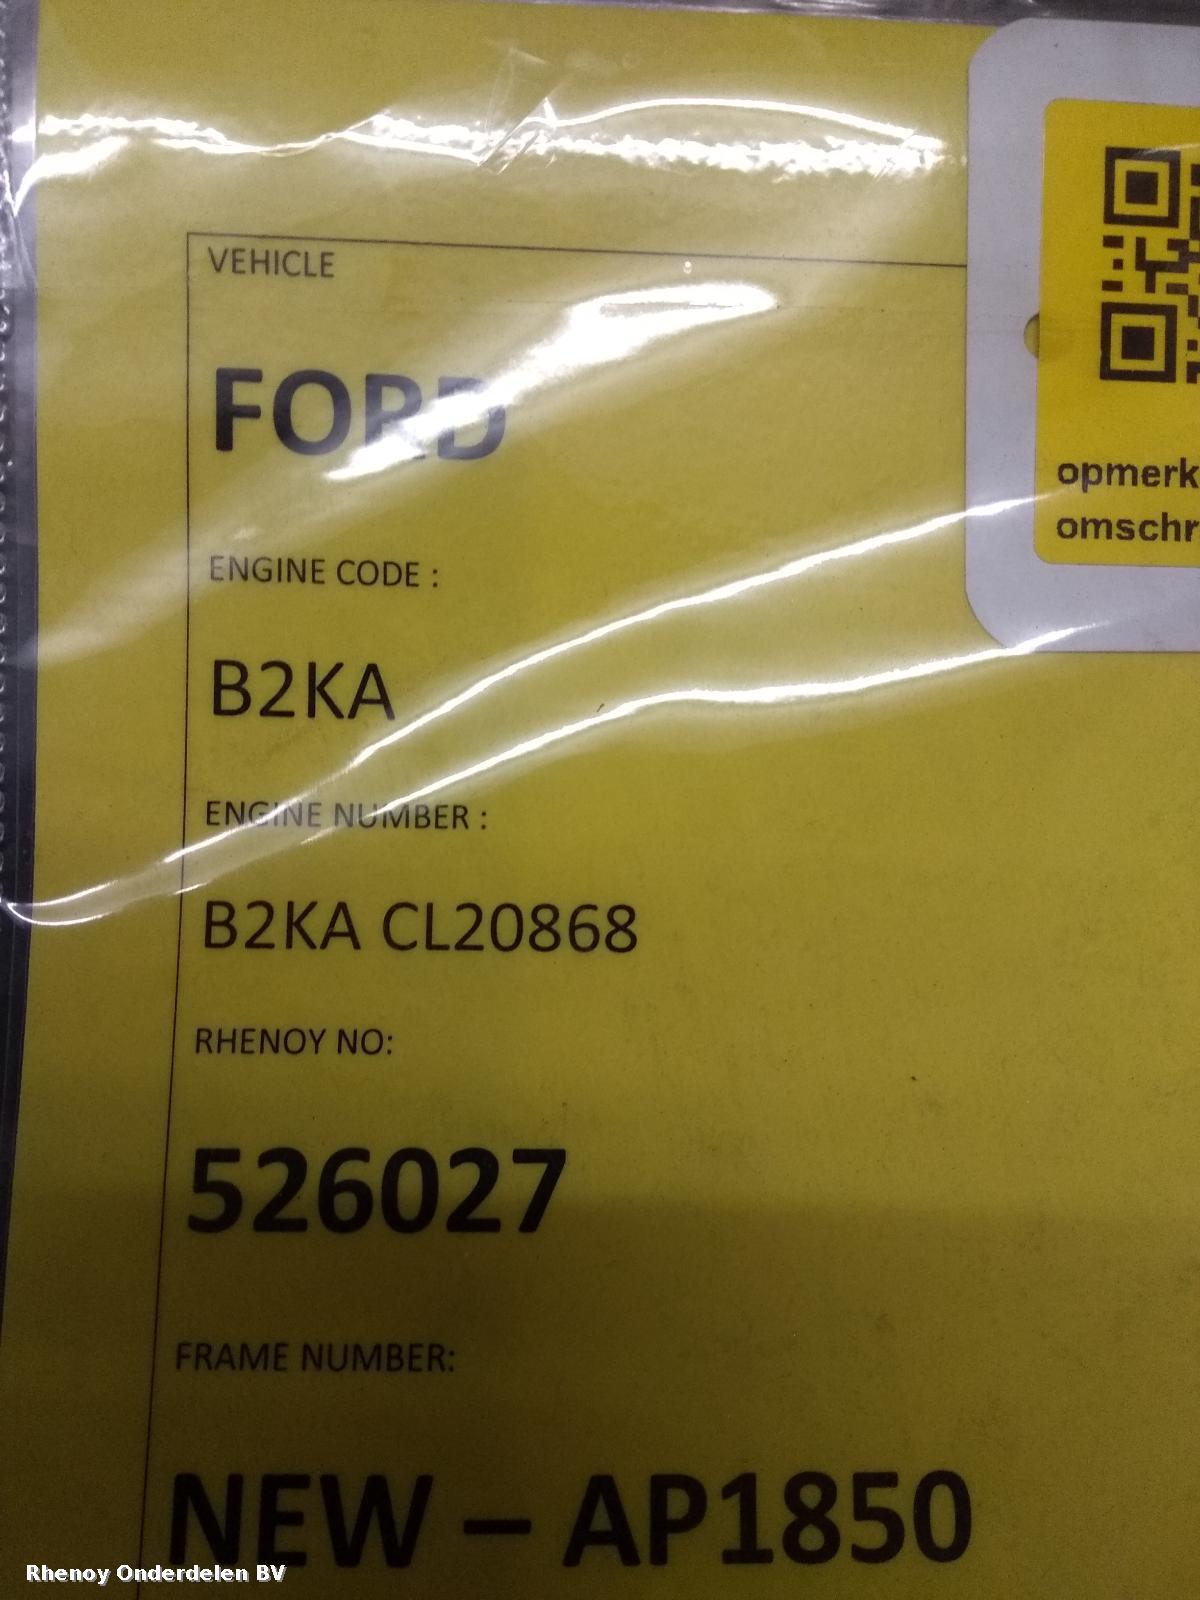 VEHICLE
FORD
ENGINE CODE :
B2KA
ENGINE NUMBER :
B2KA CL20868
RHENOY NO:
526027
FRAME NUMBER:
NEW – AP1850
opmerk
omschr
Rhenoy Onderdelen BV